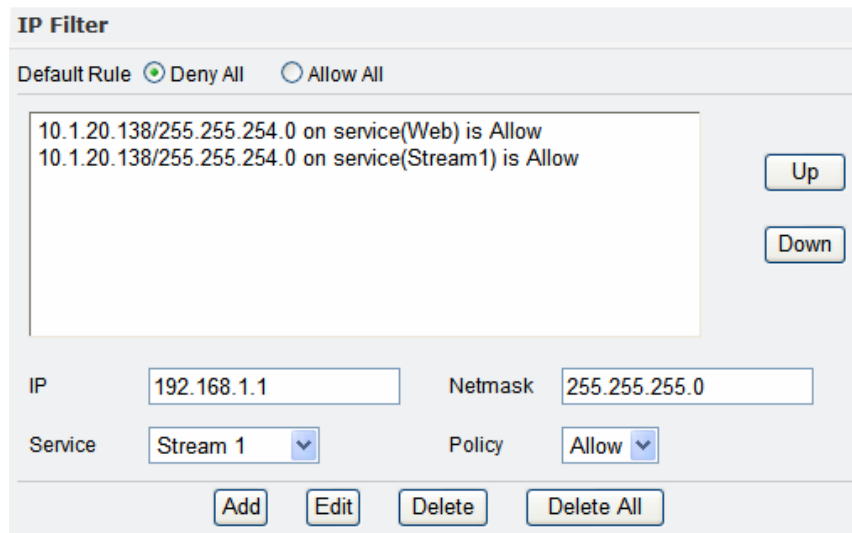 IP Filter
Default Rule Deny All Allow All
10.1.20.138/255.255.254.0 on service(Web) is Allow
10.1.20.138/255.255.254.0 on service(Stream1) is Allow
Up
Down
IP 192.168.1.1 Netmask 255.255.255.0
Service Stream 1 Policy Allow
Add Edit Delete Delete All